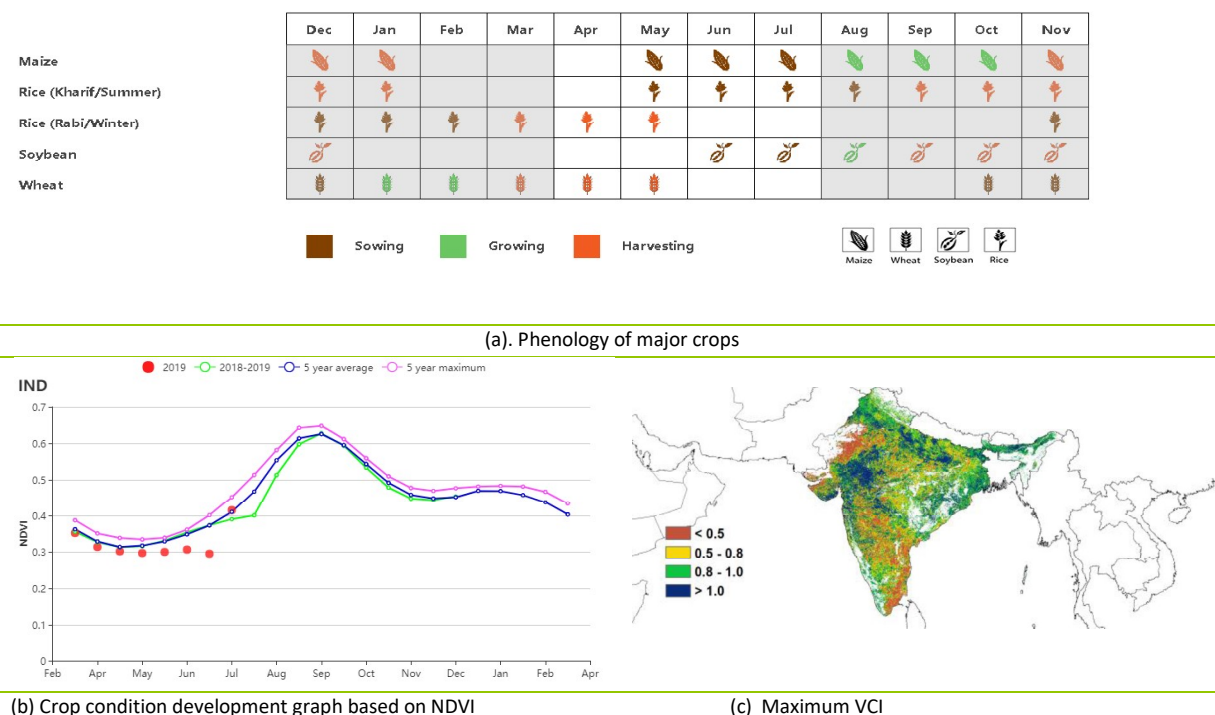 Dec Jan Feb Mar Apr May Jun Jul Aug Sep Oct Nov
Maize
Rice (Kharif/Summer)
Rice (Rabi/Winter)
Soybean
Wheat
Sowing Growing Harvesting
Maize Wheat Soybean Rice
(a). Phenology of major crops
2019 2018-2019 5 year average 5 year maximum
IND
0.7
0.6
0.5
0.4
0.3
0.2
0.1
0
NDVI
Feb Apr May Jun Jul Aug Sep Oct Nov Dec Jan Feb Apr
< 0.5
0.5 - 0.8
0.8 - 1.0
> 1.0
(b) Crop condition development graph based on NDVI
(c) Maximum VCI